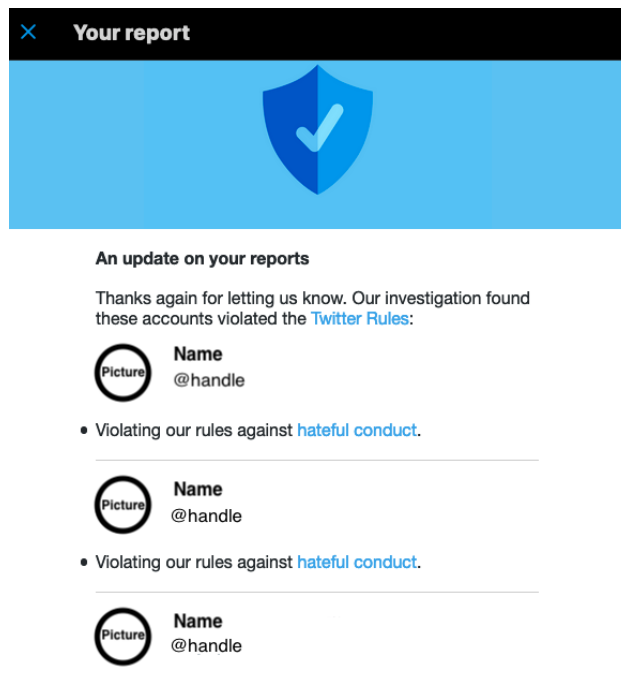 Your report
An update on your reports
Thanks again for letting us know. Our investigation found
these accounts violated the Twitter Rules:
Picture
Name
@handle
• Violating our rules against hateful conduct.
Picture
Name
@handle
• Violating our rules against hateful conduct.
Picture
Name
@handle